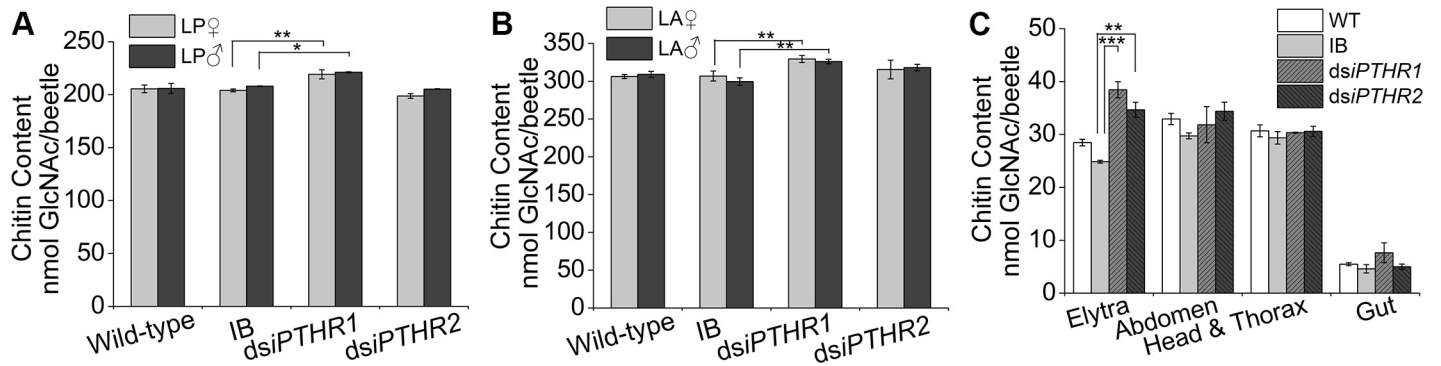 A
LP♀
LP♂
Chitin Content
nmol GlcNAc/beetle
250
200
150
100
50
0
**
*
Wild-type
IB
dsiPTHR1
dsiPTHR2
B
LA♀
LA♂
Chitin Content
nmol GlcNAc/beetle
350
300
250
300
150
100
50
0
**
**
Wild-type
IB
dsiPTHR1
dsiPTHR2
C
WT
IB
dsiPTHR1
dsiPTHR2
Chitin Content
nmol GlcNAc/beetle
50
40
30
20
10
0
**
***
Elytra
Abdomen
Head & Thorax
Gut